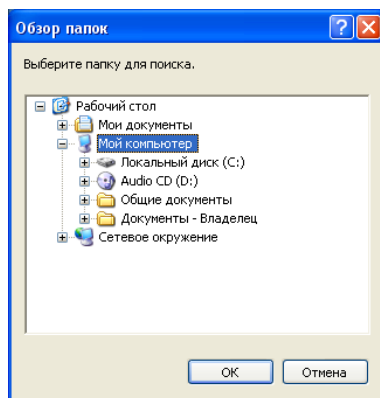 Обзор папок
Выберите папку для поиска.
Рабочий стол
Мои документы
Мой компьютер
Локальный диск (C:)
Audio CD (D:)
Общие документы
Документы - Владелец
Сетевое окружение
OK
Отмена